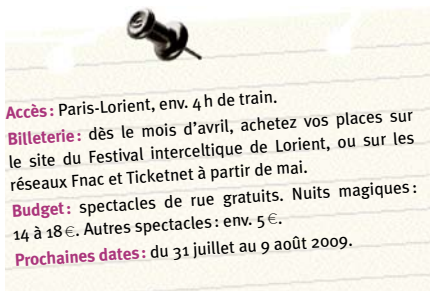 Accès : Paris-Lorient, env. 4 h de train.
Billeterie : dès le mois d'avril, achetez vos places sur
le site du Festival interceltique de Lorient, ou sur les
réseaux Fnac et Ticketnet à partir de mai.
Budget : spectacles de rue gratuits. Nuits magiques :
14 à 18 €. Autres spectacles : env. 5 €.
Prochaines dates : du 31 juillet au 9 août 2009.